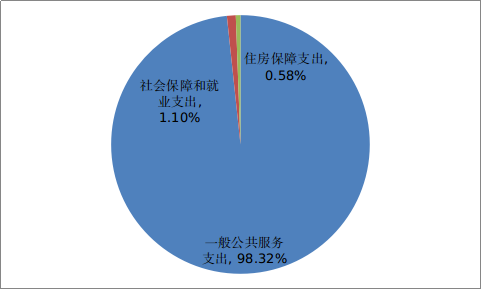 住房保障支出,
0.58%
社会保障和就
业支出,
1.10%
一般公共服务
支出, 98.32%